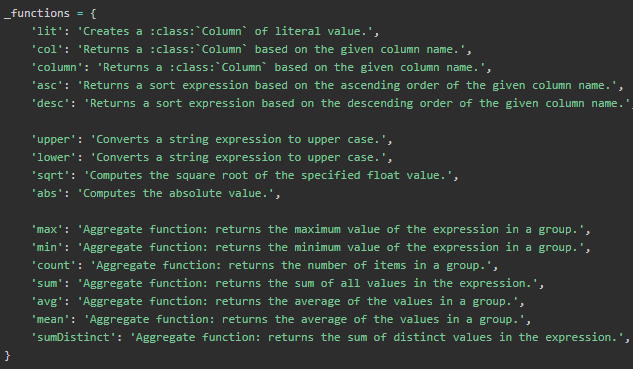 _functions = {
    'lit': 'Creates a :class:`Column` of literal value.',
    'col': 'Returns a :class:`Column` based on the given column name.',
    'column': 'Returns a :class:`Column` based on the given column name.',
    'asc': 'Returns a sort expression based on the ascending order of the given column name.',
    'desc': 'Returns a sort expression based on the descending order of the given column name.',

    'upper': 'Converts a string expression to upper case.',
    'lower': 'Converts a string expression to upper case.',
    'sqrt': 'Computes the square root of the specified float value.',
    'abs': 'Computes the absolute value.',

    'max': 'Aggregate function: returns the maximum value of the expression in a group.',
    'min': 'Aggregate function: returns the minimum value of the expression in a group.',
    'count': 'Aggregate function: returns the number of items in a group.',
    'sum': 'Aggregate function: returns the sum of all values in the expression.',
    'avg': 'Aggregate function: returns the average of the values in a group.',
    'mean': 'Aggregate function: returns the average of the values in a group.',
    'sumDistinct': 'Aggregate function: returns the sum of distinct values in the expression.',
}